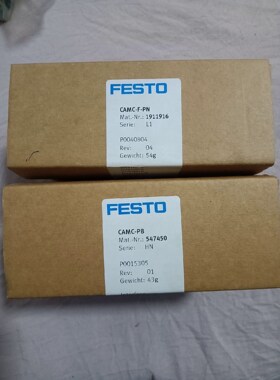 FESTO
CAMC-F-PN
Mat.-Nr.: 1911916
Serie: L1
P0040904
Rev: 04
Gewicht: 54g
FESTO
CAMC-PB
Mat.-Nr.: 547450
Serie: HN
P0015305
Rev: 01
Gewicht: 43g